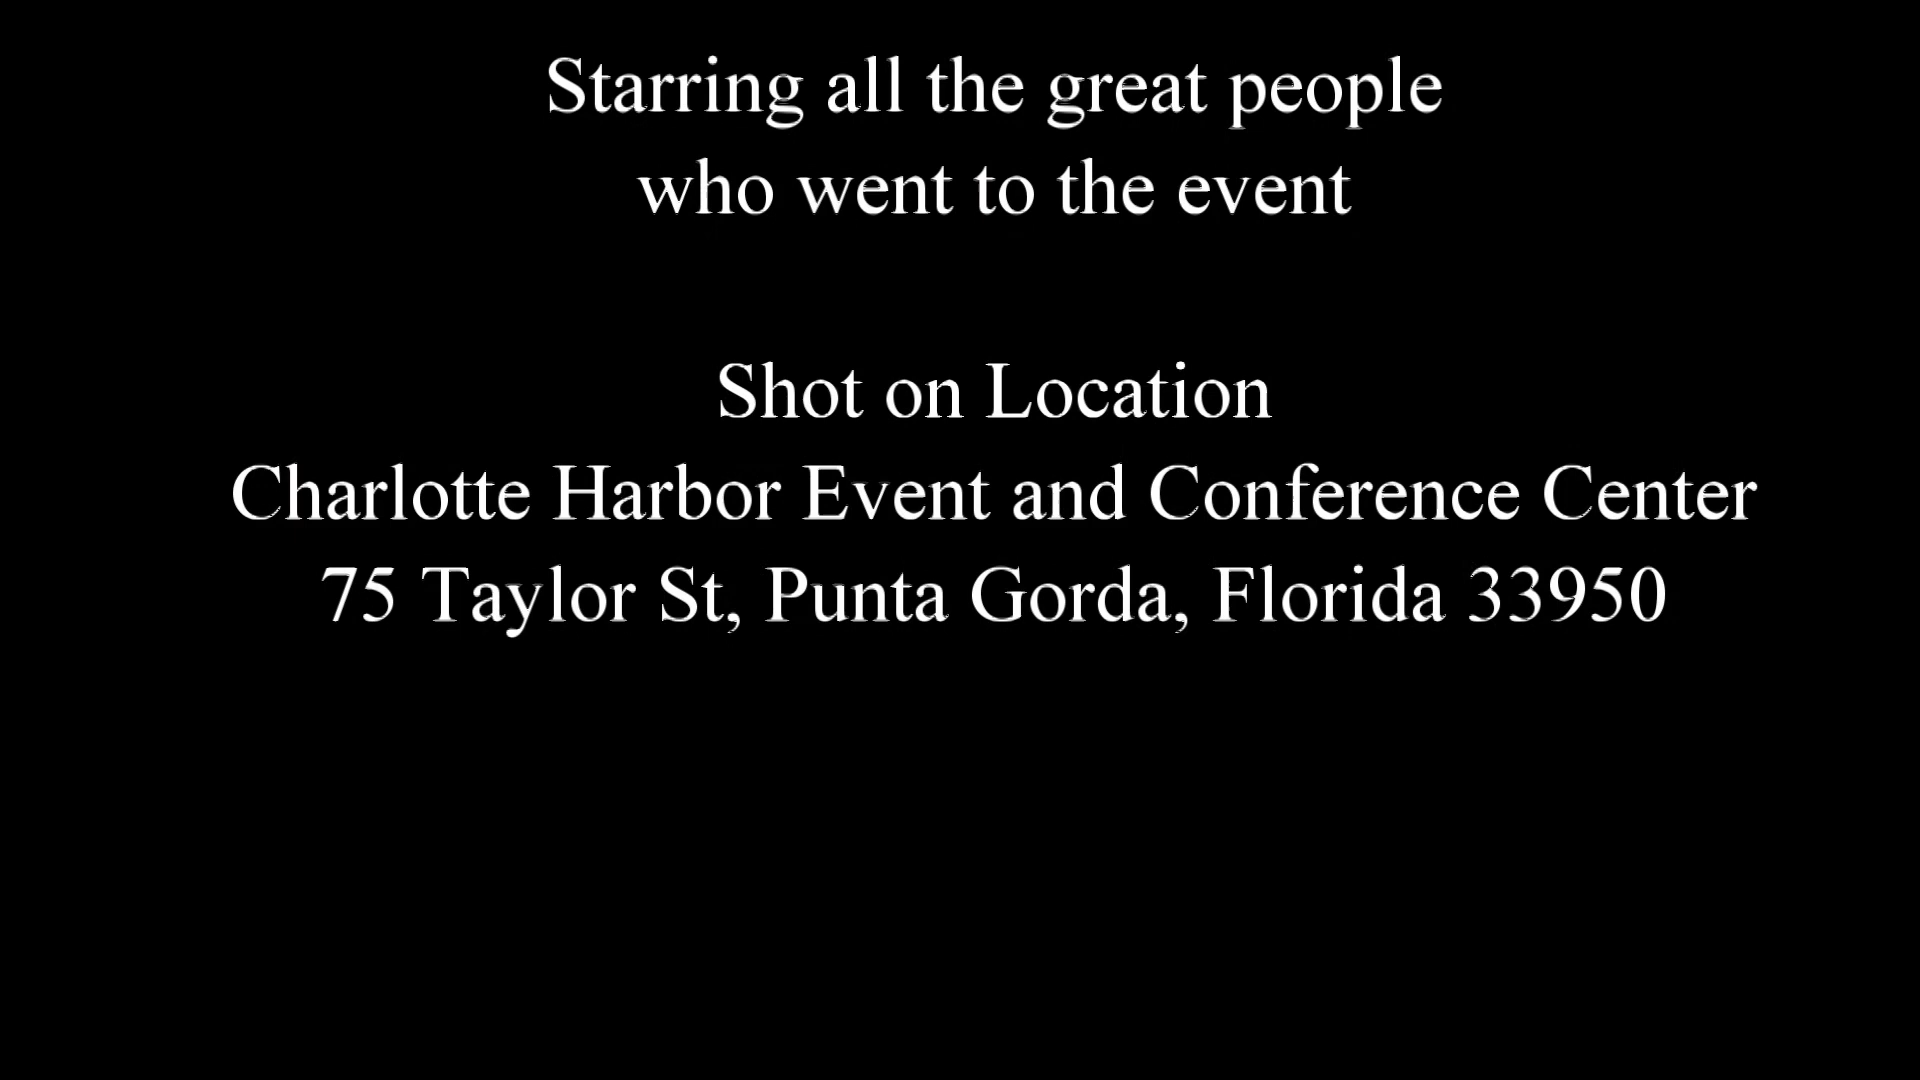 Starring all the great people
who went to the event
Shot on Location
Charlotte Harbor Event and Conference Center
75 Taylor St, Punta Gorda, Florida 33950